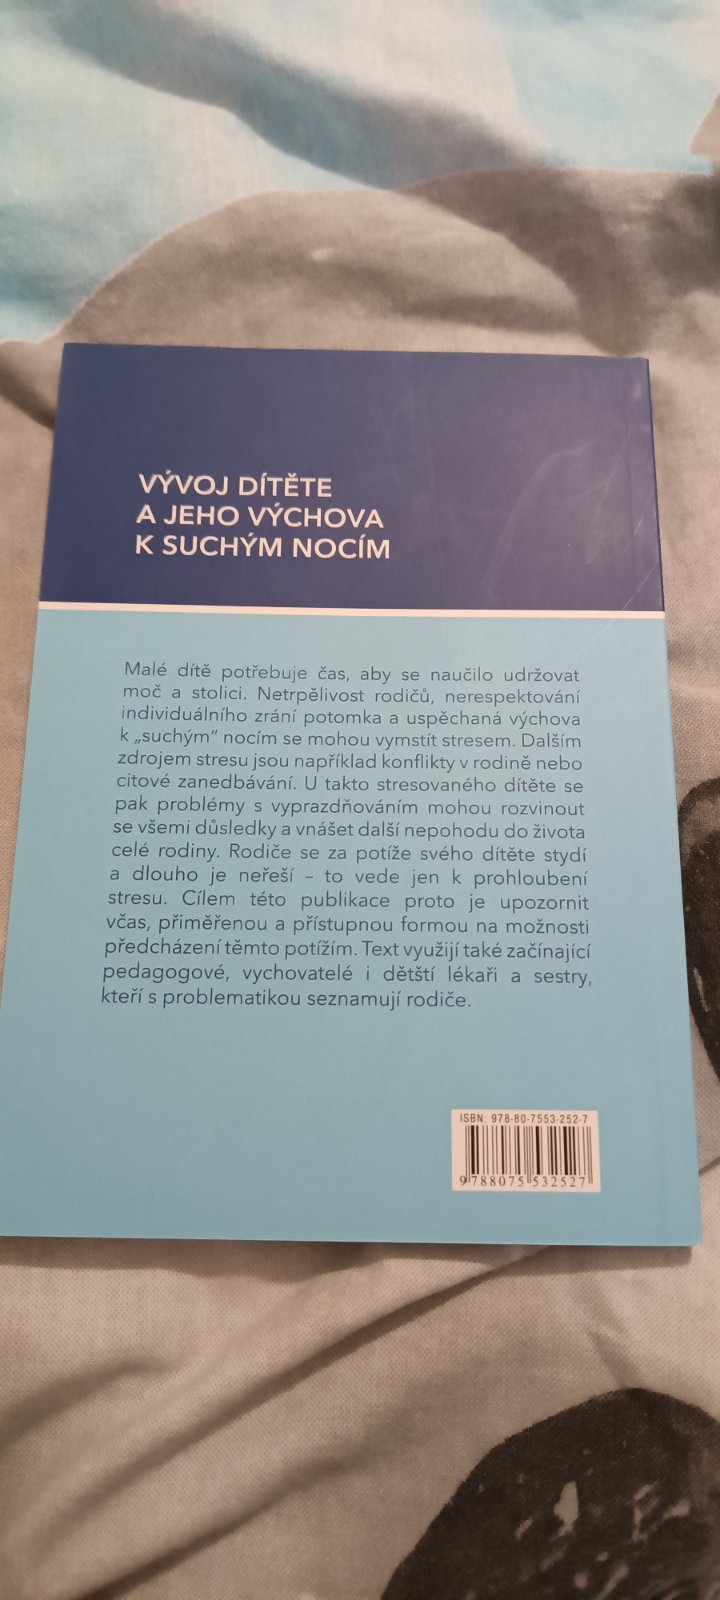 VÝVOJ DÍTĚTE
A JEHO VÝCHOVA
K SUCHÝM NOCÍM
Malé dítě potřebuje čas, aby se naučilo udržovat
moč a stolici. Netrpělivost rodičů, nerespektování
individuálního zrání potomka a uspěchaná výchova
k „suchým“ nocím se mohou vymstít stresem. Dalším
zdrojem stresu jsou například konflikty v rodině nebo
citové zanedbávání. U takto stresovaného dítěte se
pak problémy s vyprazdňováním mohou rozvinout
se všemi důsledky a vnášet další nepohodu do života
celé rodiny. Rodiče se za potíže svého dítěte stydí
a dlouho je neřeší – to vede jen k prohloubení
stresu. Cílem této publikace proto je upozornit
včas, přiměřenou a přístupnou formou na možnosti
předcházení těmto potížím. Text využijí také začínající
pedagogové, vychovatelé i dětští lékaři a sestry,
kteří s problematikou seznamují rodiče.
ISBN: 978-80-7553-252-7
9 788075 532527